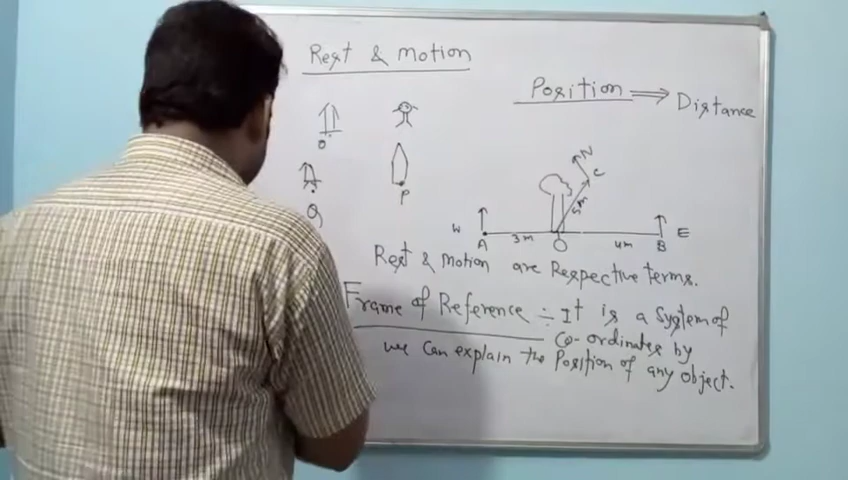 Rest & Motion
Position ⇒ Distance
O
P
Q
N
C
5m
W
E
A 3m O 4m B
Rest & Motion are Respective terms.
Frame of Reference :- It is a System of
Co-ordinates by
we can explain the Position of any object.